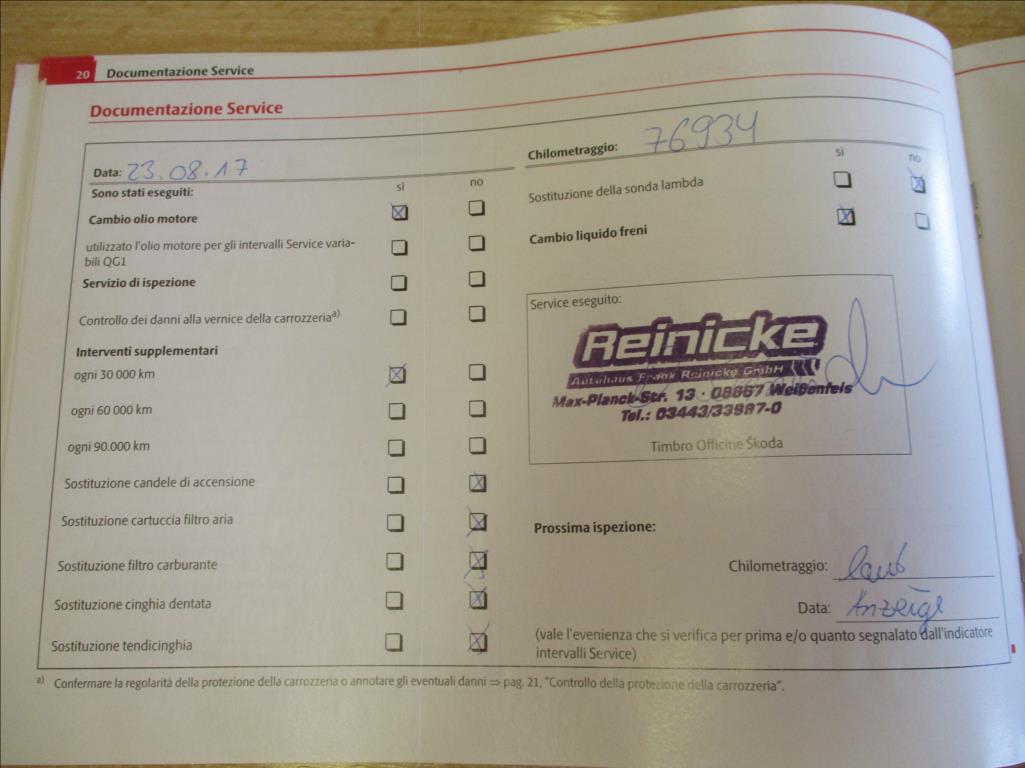 20 Documentazione Service
Documentazione Service
Data: 23.08.17
Sono stati eseguiti:
sì no
Cambio olio motore
utilizzato l'olio motore per gli intervalli Service varia-
bili QG1
Servizio di ispezione
Controllo dei danni alla vernice della carrozzeria a)
Interventi supplementari
ogni 30 000 km
ogni 60 000 km
ogni 90.000 km
Sostituzione candele di accensione
Sostituzione cartuccia filtro aria
Sostituzione filtro carburante
Sostituzione cinghia dentata
Sostituzione tendicinghia
Chilometraggio: 76934
sì no
Sostituzione della sonda lambda
Cambio liquido freni
Service eseguito:
Reinicke
Autohaus Frank Reinicke GmbH
Max-Planck-Str. 13 · 06667 Weißenfels
Tel.: 03443/33987-0
Timbro Officine Škoda
Prossima ispezione:
Chilometraggio: laut
Data: Anzeige
(vale l'evenienza che si verifica per prima e/o quanto segnalato dall'indicatore
intervalli Service)
a) Confermare la regolarità della protezione della carrozzeria o annotare gli eventuali danni ⇒ pag. 21, "Controllo della protezione della carrozzeria".